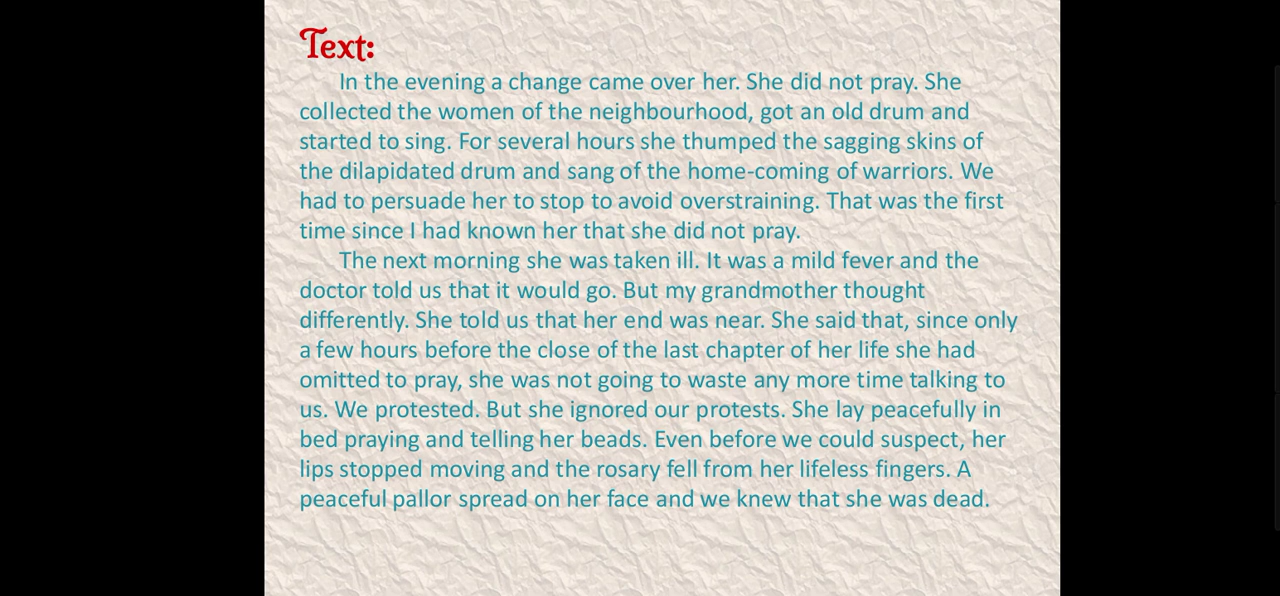 Text:
In the evening a change came over her. She did not pray. She
collected the women of the neighbourhood, got an old drum and
started to sing. For several hours she thumped the sagging skins of
the dilapidated drum and sang of the home-coming of warriors. We
had to persuade her to stop to avoid overstraining. That was the first
time since I had known her that she did not pray.
The next morning she was taken ill. It was a mild fever and the
doctor told us that it would go. But my grandmother thought
differently. She told us that her end was near. She said that, since only
a few hours before the close of the last chapter of her life she had
omitted to pray, she was not going to waste any more time talking to
us. We protested. But she ignored our protests. She lay peacefully in
bed praying and telling her beads. Even before we could suspect, her
lips stopped moving and the rosary fell from her lifeless fingers. A
peaceful pallor spread on her face and we knew that she was dead.